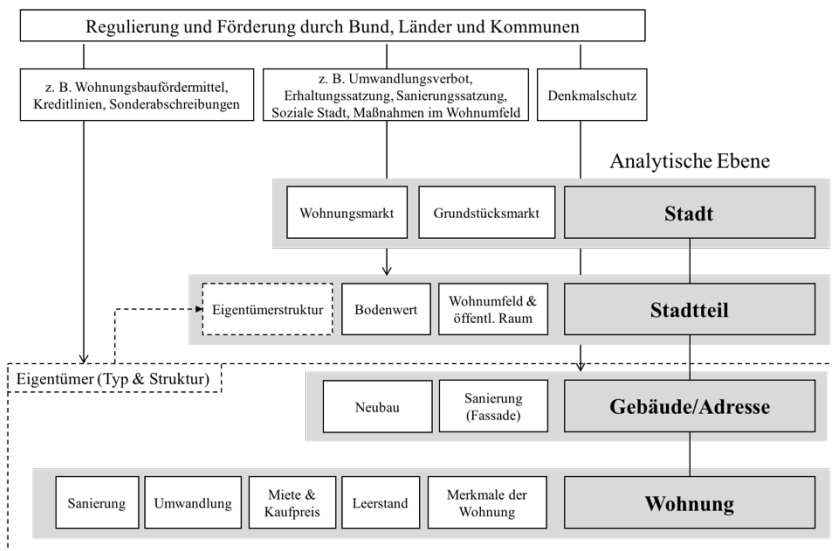 Regulierung und Förderung durch Bund, Länder und Kommunen
z. B. Wohnungsbaufördermittel,
Kreditlinien, Sonderabschreibungen
z. B. Umwandlungsverbot,
Erhaltungssatzung, Sanierungssatzung,
Soziale Stadt, Maßnahmen im Wohnumfeld
Denkmalschutz
Analytische Ebene
Wohnungsmarkt
Grundstücksmarkt
Stadt
Eigentümerstruktur
Bodenwert
Wohnumfeld &
öffentl. Raum
Stadtteil
Eigentümer (Typ & Struktur)
Neubau
Sanierung
(Fassade)
Gebäude/Adresse
Sanierung
Umwandlung
Miete &
Kaufpreis
Leerstand
Merkmale der
Wohnung
Wohnung